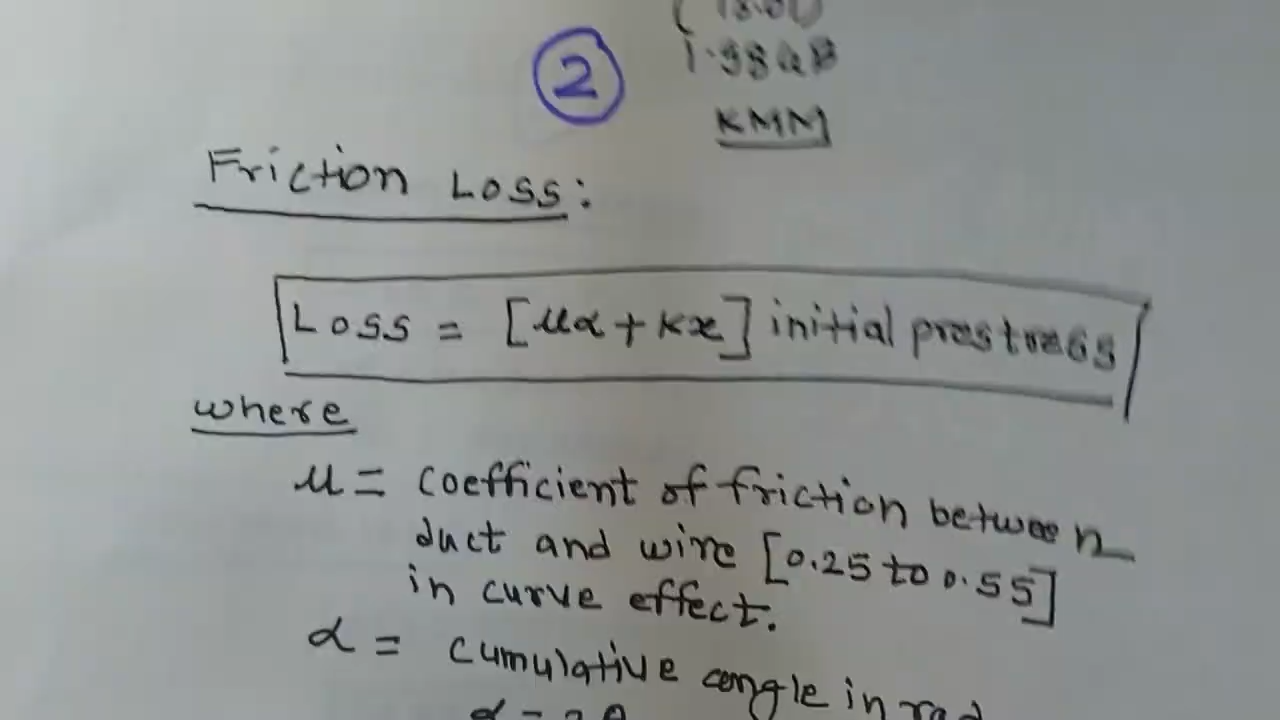 2
KMM
Friction Loss:
Loss = [μα + kx] initial prestress
where
μ = coefficient of friction between
duct and wire [0.25 to 0.55]
in curve effect.
α = cumulative angle in rad